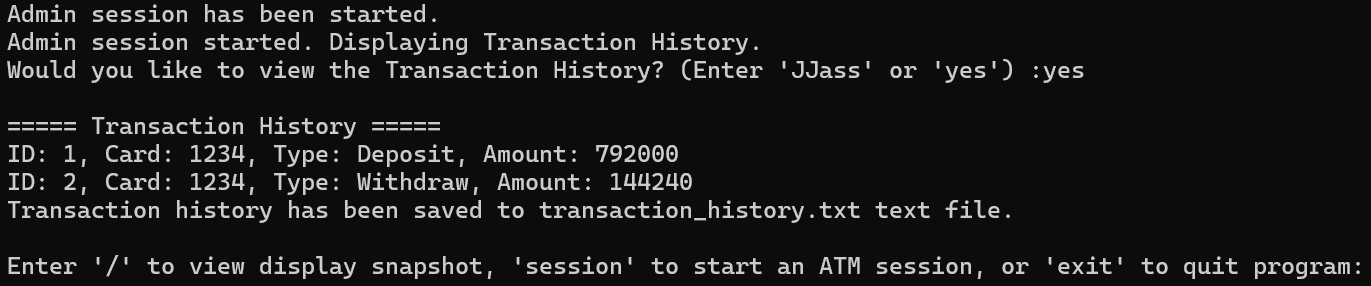 Admin session has been started.
Admin session started. Displaying Transaction History.
Would you like to view the Transaction History? (Enter 'JJass' or 'yes') :yes
===== Transaction History =====
ID: 1, Card: 1234, Type: Deposit, Amount: 792000
ID: 2, Card: 1234, Type: Withdraw, Amount: 144240
Transaction history has been saved to transaction_history.txt text file.
Enter '/' to view display snapshot, 'session' to start an ATM session, or 'exit' to quit program: